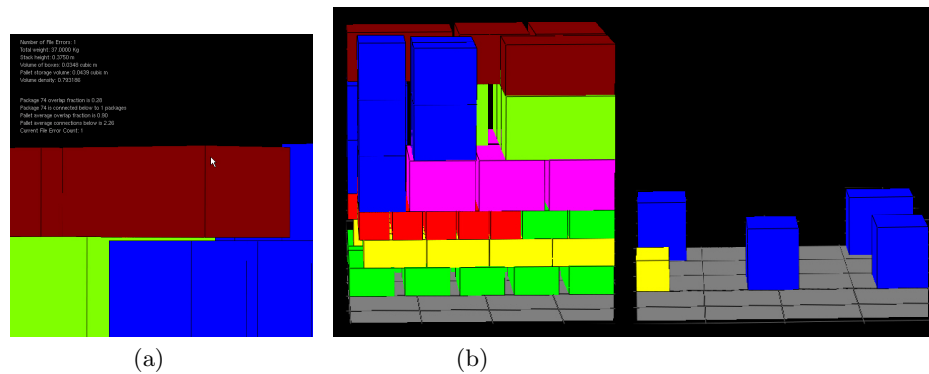 Number of File Errors: 1
Total weight: 37.0000 Kg
Stack height: 0.3750 m
Volume of boxes: 0.0348 cubic m
Pallet storage volume: 0.0439 cubic m
Volume density: 0.793186
Package 74 overlap fraction is 0.26
Package 74 is connected below to 1 packages
Pallet average overlap fraction is 0.90
Pallet average connections below is 2.26
Current File Error Count: 1
(a)
(b)